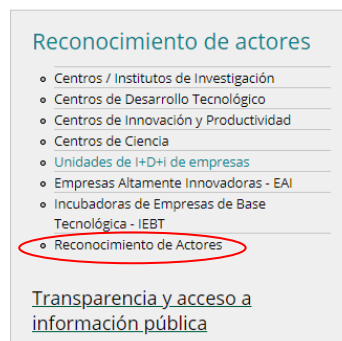 Reconocimiento de actores
Centros / Institutos de Investigación
Centros de Desarrollo Tecnológico
Centros de Innovación y Productividad
Centros de Ciencia
Unidades de I+D+i de empresas
Empresas Altamente Innovadoras - EAI
Incubadoras de Empresas de Base
Tecnológica - IEBT
Reconocimiento de Actores
Transparencia y acceso a
información pública